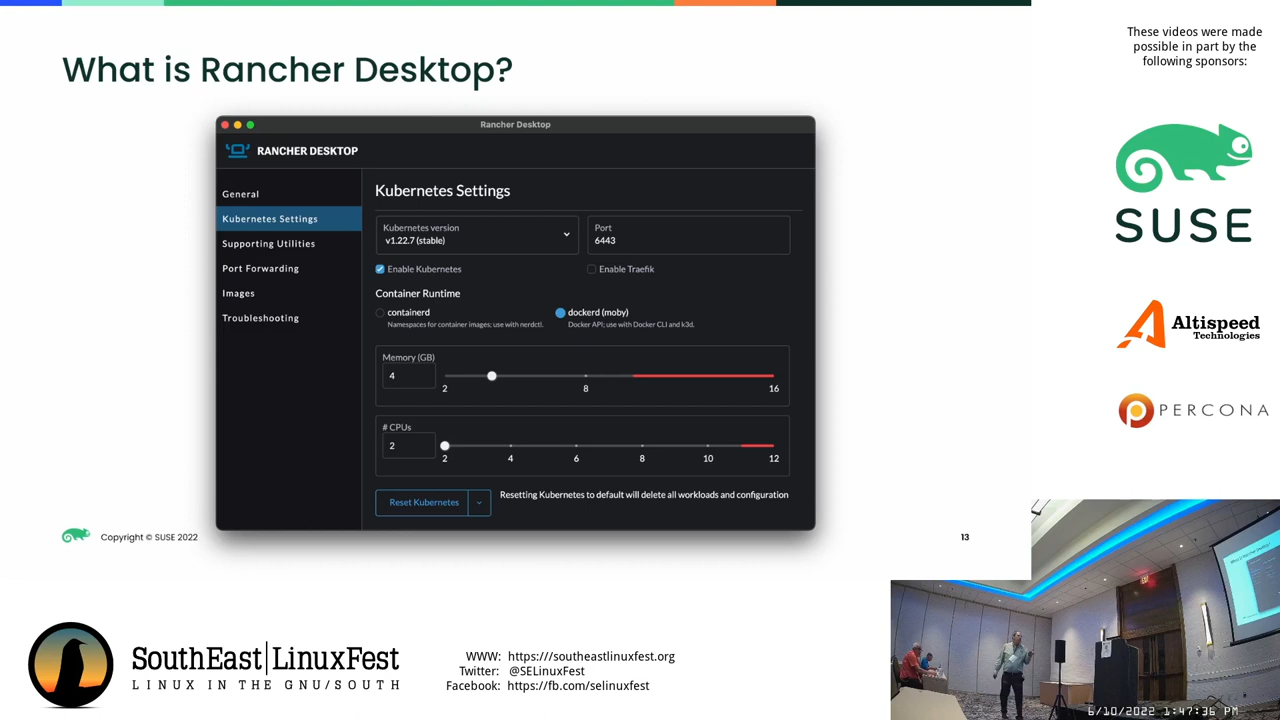 What is Rancher Desktop?
Rancher Desktop
RANCHER DESKTOP
General
Kubernetes Settings
Supporting Utilities
Port Forwarding
Images
Troubleshooting
Kubernetes Settings
Kubernetes version
v1.22.7 (stable)
Port
6443
Enable Kubernetes
Enable Traefik
Container Runtime
containerd
Namespaces for container images; use with nerdctl.
dockerd (moby)
Docker API; use with Docker CLI and k3d.
Memory (GB)
4
2 8 16
# CPUs
2
2 4 6 8 10 12
Reset Kubernetes
Resetting Kubernetes to default will delete all workloads and configuration
Copyright © SUSE 2022
13
These videos were made
possible in part by the
following sponsors:
SUSE
Altispeed
Technologies
PERCONA
SouthEast LinuxFest
LINUX IN THE GNU/SOUTH
WWW: https:///southeastlinuxfest.org
Twitter: @SELinuxFest
Facebook: https://fb.com/selinuxfest
6/10/2022 1:47:36 PM